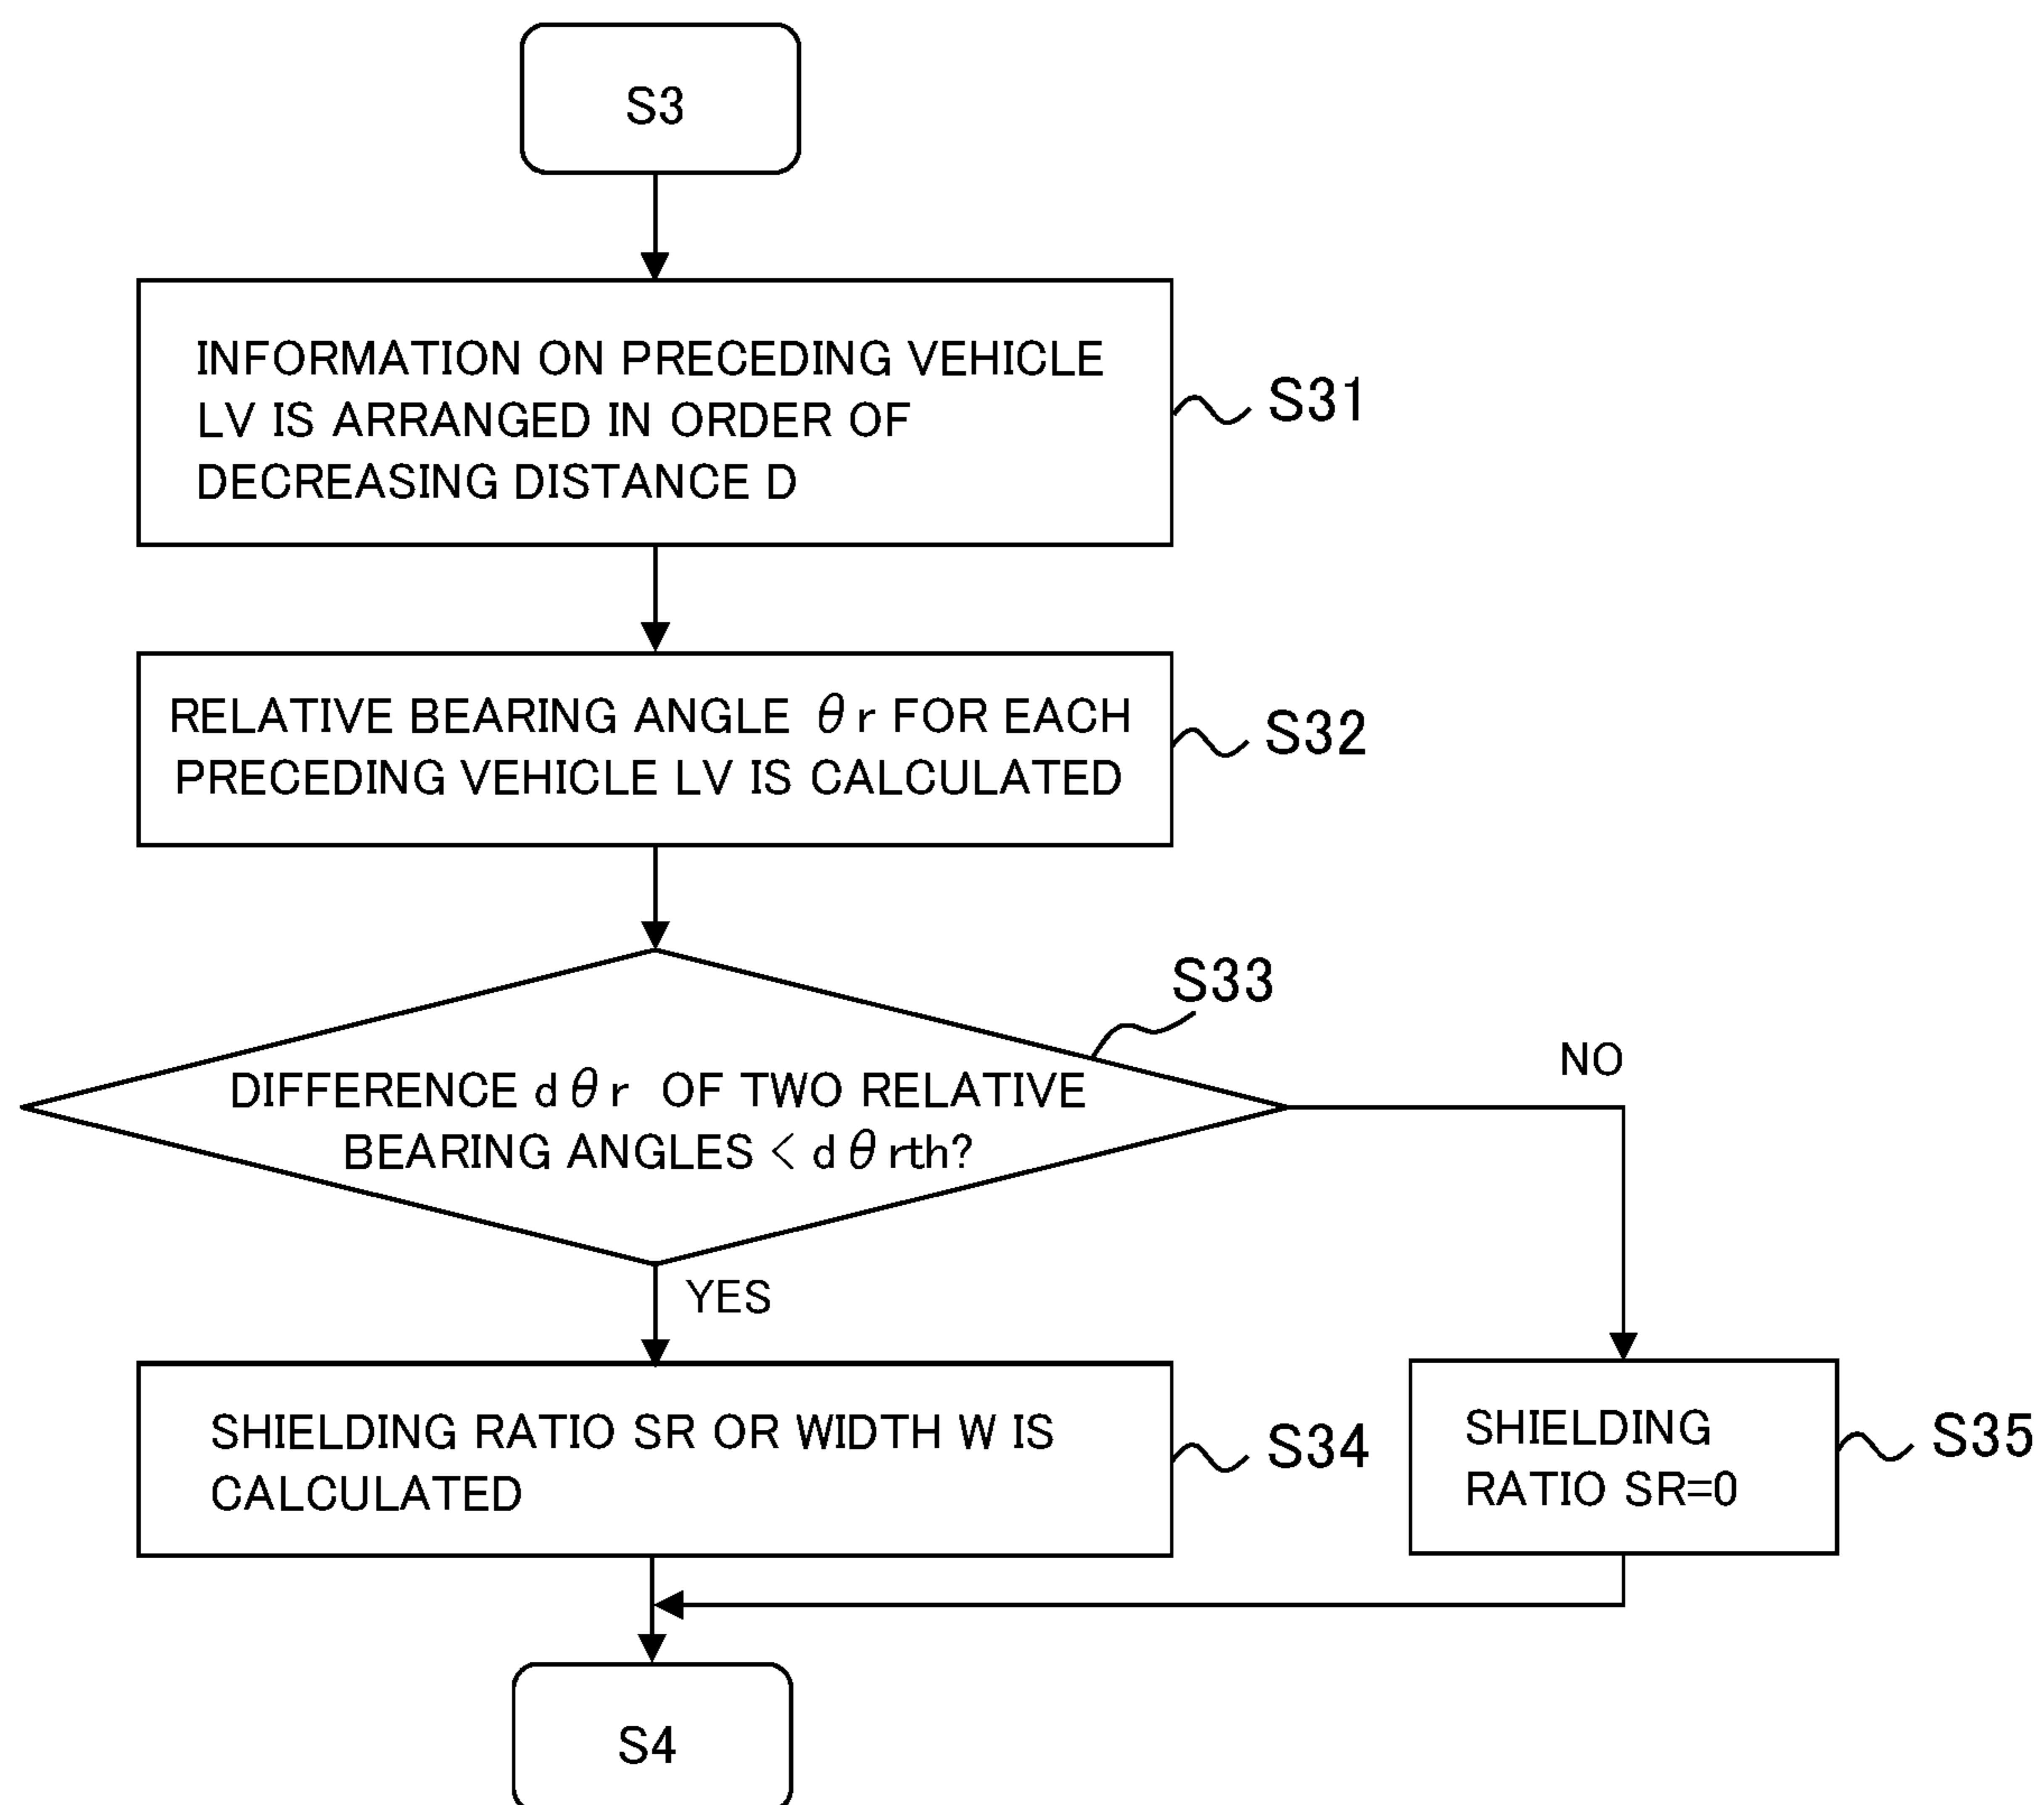 S3
INFORMATION ON PRECEDING VEHICLE
LV IS ARRANGED IN ORDER OF
DECREASING DISTANCE D
S31
RELATIVE BEARING ANGLE θr FOR EACH
PRECEDING VEHICLE LV IS CALCULATED
S32
S33
DIFFERENCE dθr OF TWO RELATIVE
BEARING ANGLES < dθrth?
NO
YES
SHIELDING RATIO SR OR WIDTH W IS
CALCULATED
S34
SHIELDING
RATIO SR=0
S35
S4